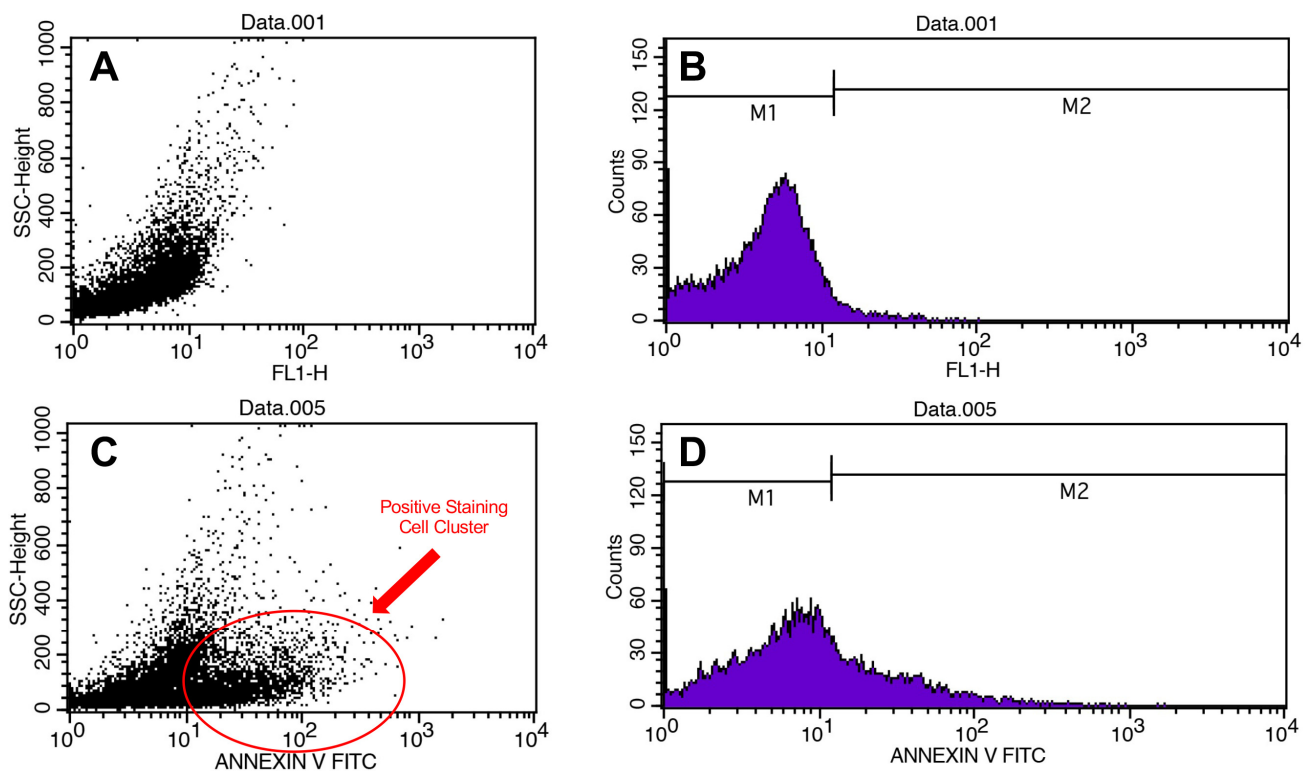 Data.001
A
SSC-Height
1000
800
600
400
200
0
10^0 10^1 10^2 10^3 10^4
FL1-H
Data.001
B
M1 M2
Counts
150
120
90
60
30
0
10^0 10^1 10^2 10^3 10^4
FL1-H
Data.005
C
Positive Staining
Cell Cluster
SSC-Height
1000
800
600
400
200
0
10^0 10^1 10^2 10^3 10^4
ANNEXIN V FITC
Data.005
D
M1 M2
Counts
150
120
90
60
30
0
10^0 10^1 10^2 10^3 10^4
ANNEXIN V FITC